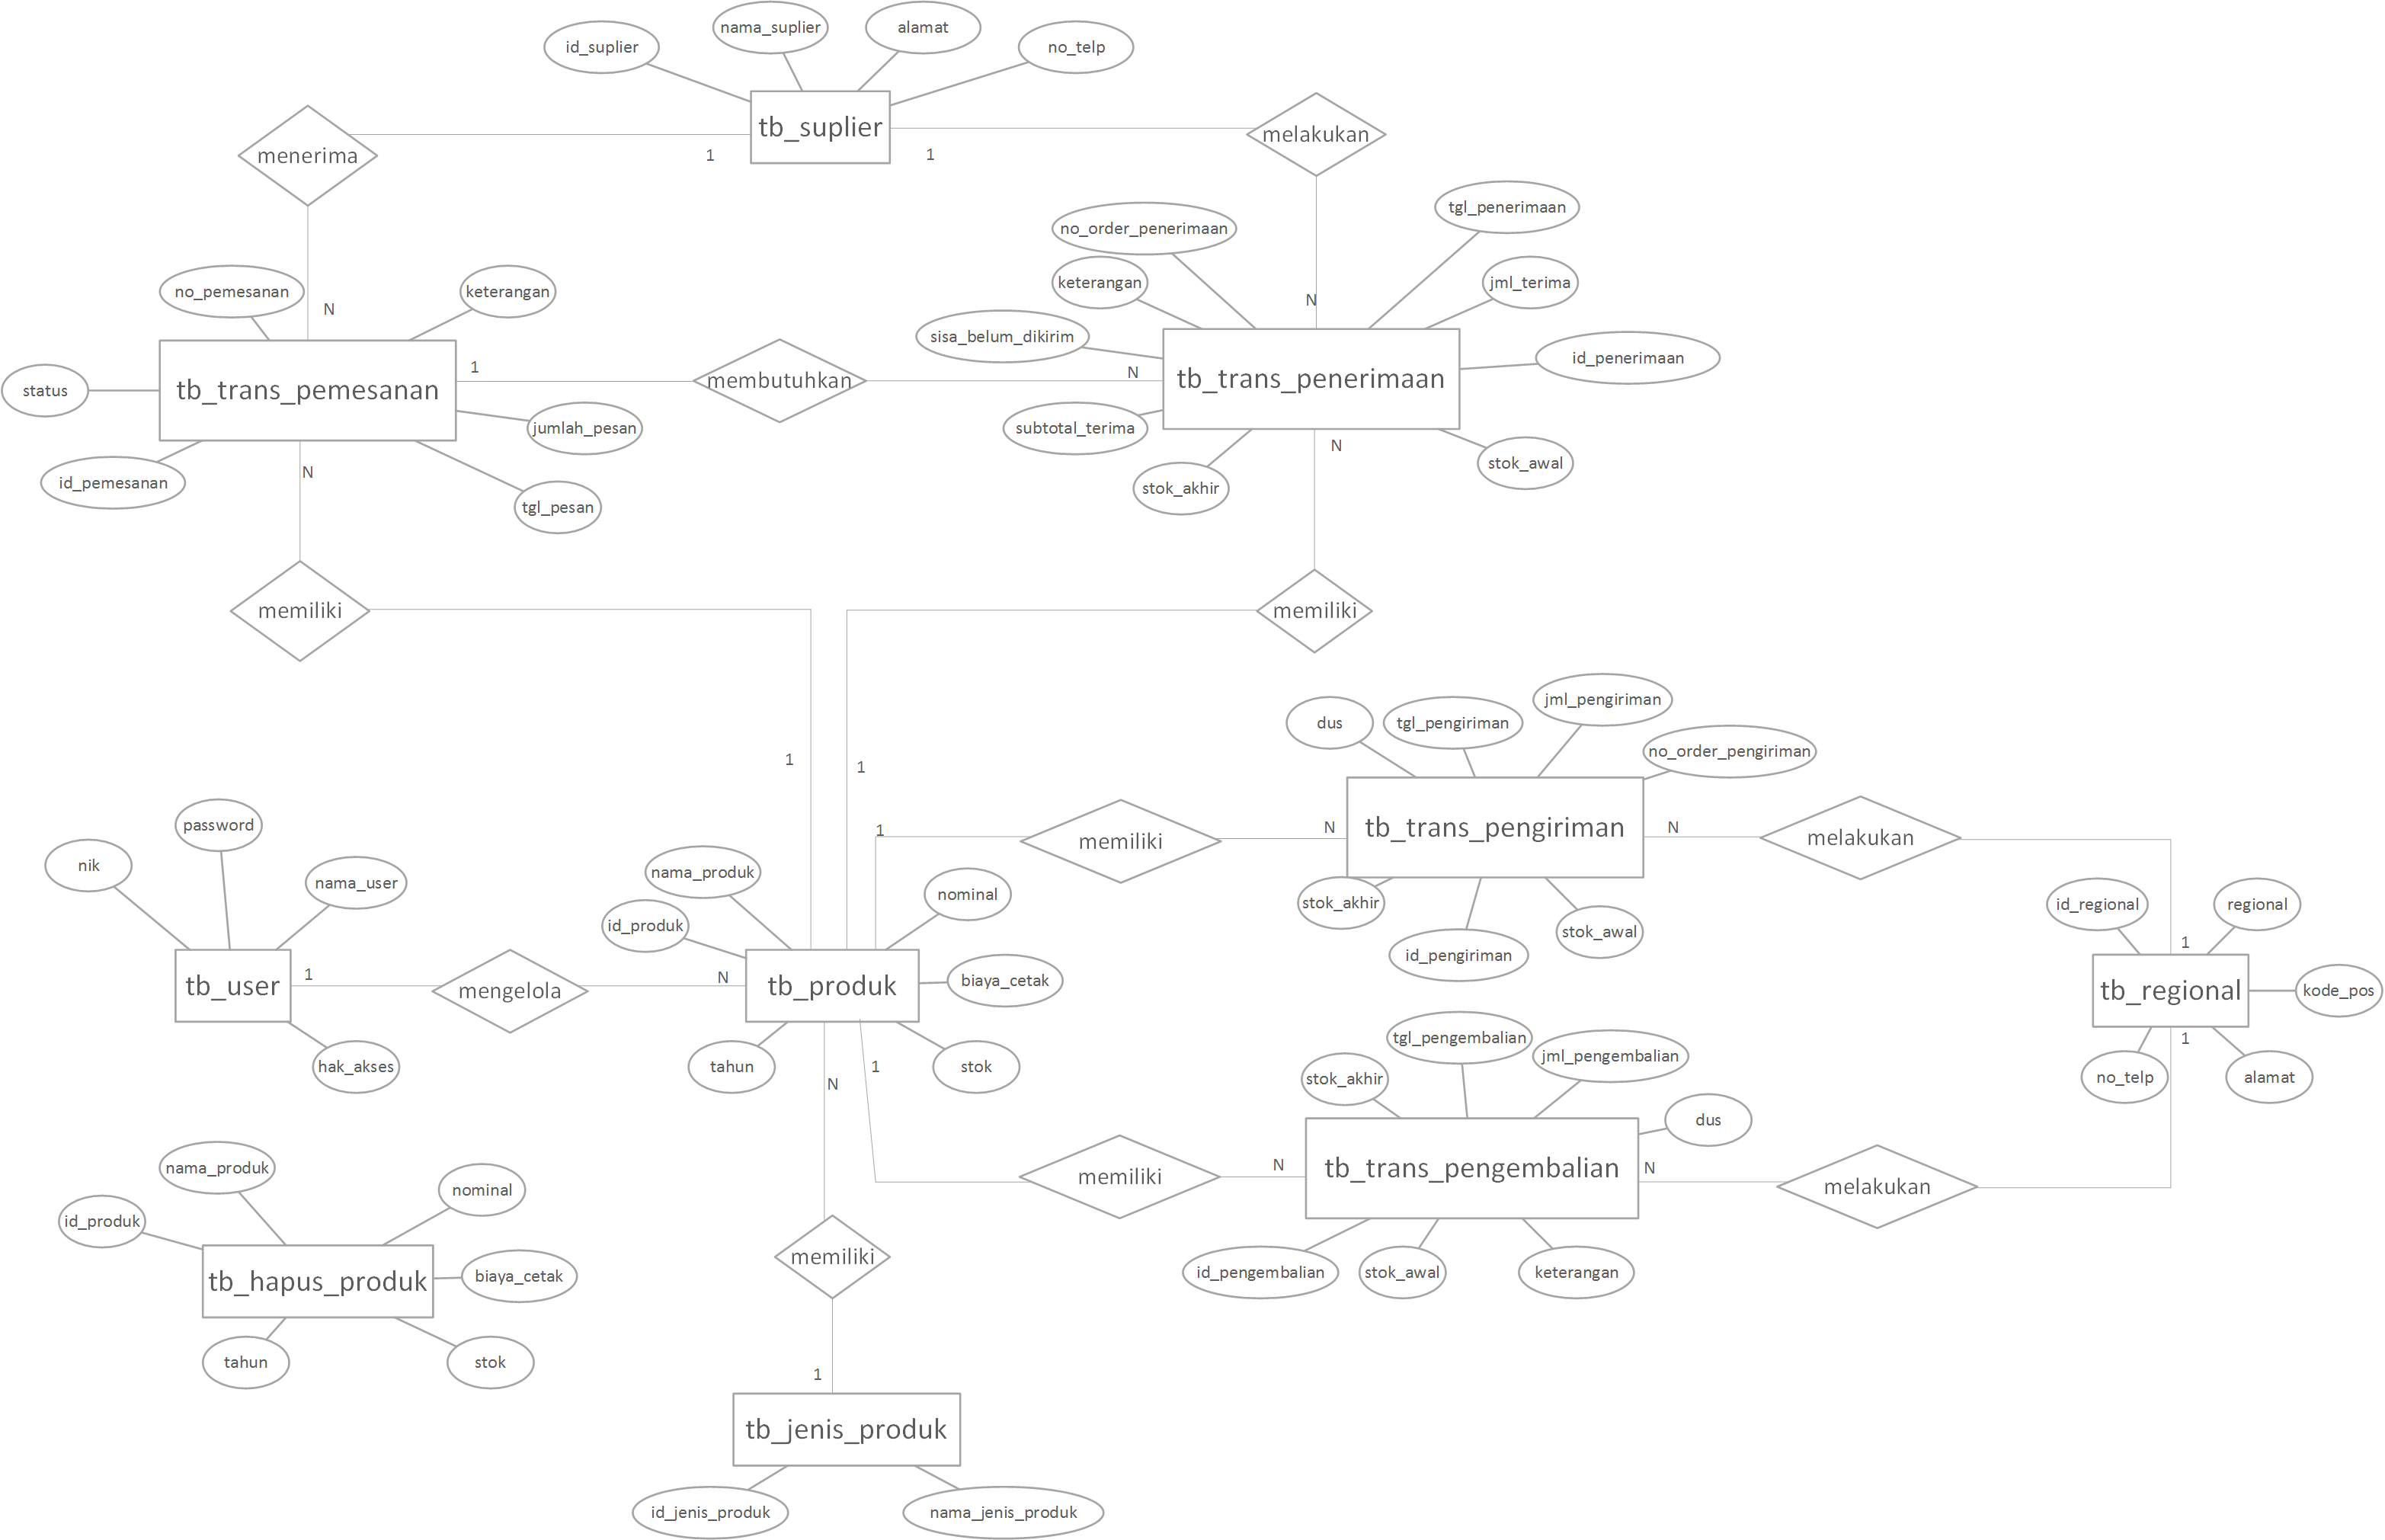 nama_suplier
alamat
id_suplier
no_telp
tb_suplier
menerima
melakukan
1
1
tgl_penerimaan
no_order_penerimaan
keterangan
jml_terima
no_pemesanan
keterangan
N
N
sisa_belum_dikirim
id_penerimaan
1
membutuhkan
N
tb_trans_penerimaan
status
tb_trans_pemesanan
jumlah_pesan
subtotal_terima
N
stok_awal
N
id_pemesanan
stok_akhir
tgl_pesan
memiliki
memiliki
jml_pengiriman
dus
tgl_pengiriman
no_order_pengiriman
1
1
password
1
memiliki
N
tb_trans_pengiriman
N
melakukan
nik
nama_user
nama_produk
nominal
stok_akhir
id_regional
regional
id_produk
stok_awal
1
id_pengiriman
1
N
tb_user
mengelola
tb_produk
biaya_cetak
tb_regional
kode_pos
tgl_pengembalian
1
jml_pengembalian
hak_akses
tahun
1
stok
stok_akhir
no_telp
alamat
N
dus
nama_produk
N
N
memiliki
tb_trans_pengembalian
melakukan
nominal
id_produk
memiliki
id_pengembalian
stok_awal
keterangan
tb_hapus_produk
biaya_cetak
tahun
stok
1
tb_jenis_produk
id_jenis_produk
nama_jenis_produk